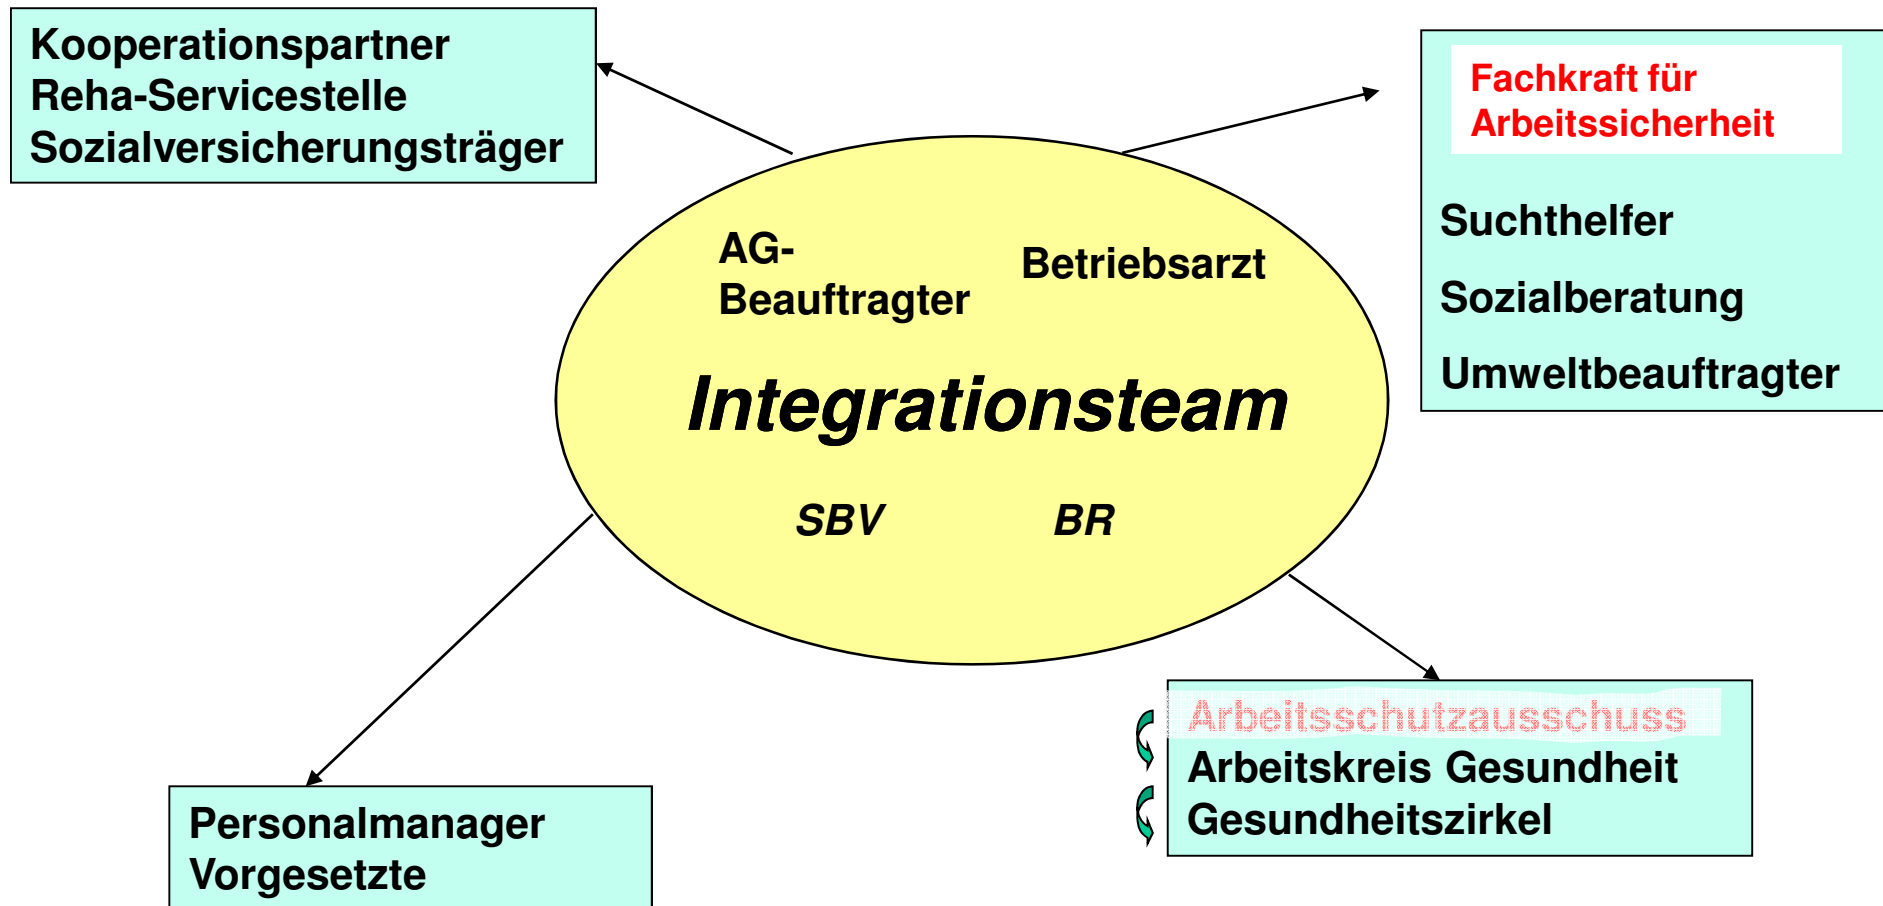 Kooperationspartner
Reha-Servicestelle
Sozialversicherungsträger
Fachkraft für
Arbeitssicherheit
Suchthelfer
Sozialberatung
Umweltbeauftragter
AG-
Beauftragter
Betriebsarzt
Integrationsteam
SBV
BR
Arbeitsschutzausschuss
Arbeitskreis Gesundheit
Gesundheitszirkel
Personalmanager
Vorgesetzte